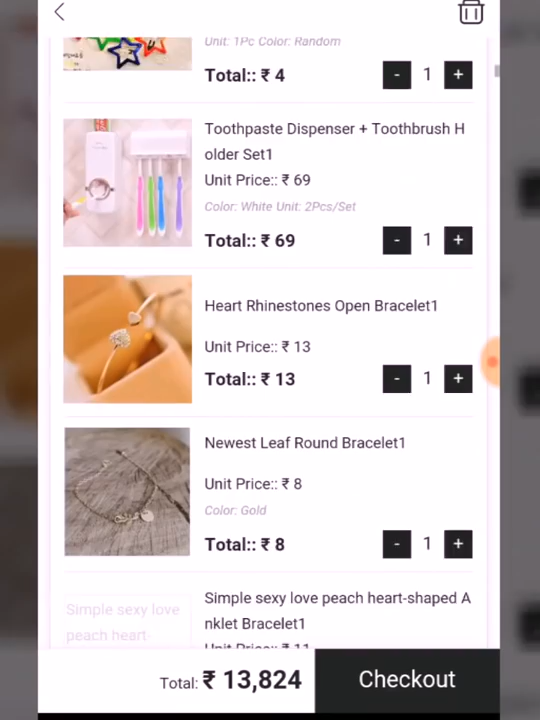 Unit: 1Pc Color: Random
Total:: ₹ 4
- 1 +
Toothpaste Dispenser + Toothbrush H
older Set1
Unit Price:: ₹ 69
Color: White Unit: 2Pcs/Set
Total:: ₹ 69
- 1 +
Heart Rhinestones Open Bracelet1
Unit Price:: ₹ 13
Total:: ₹ 13
- 1 +
Newest Leaf Round Bracelet1
Unit Price:: ₹ 8
Color: Gold
Total:: ₹ 8
- 1 +
Simple sexy love
peach heart-
Simple sexy love peach heart-shaped A
nklet Bracelet1
Unit Price:: ₹ 11
Total: ₹ 13,824
Checkout